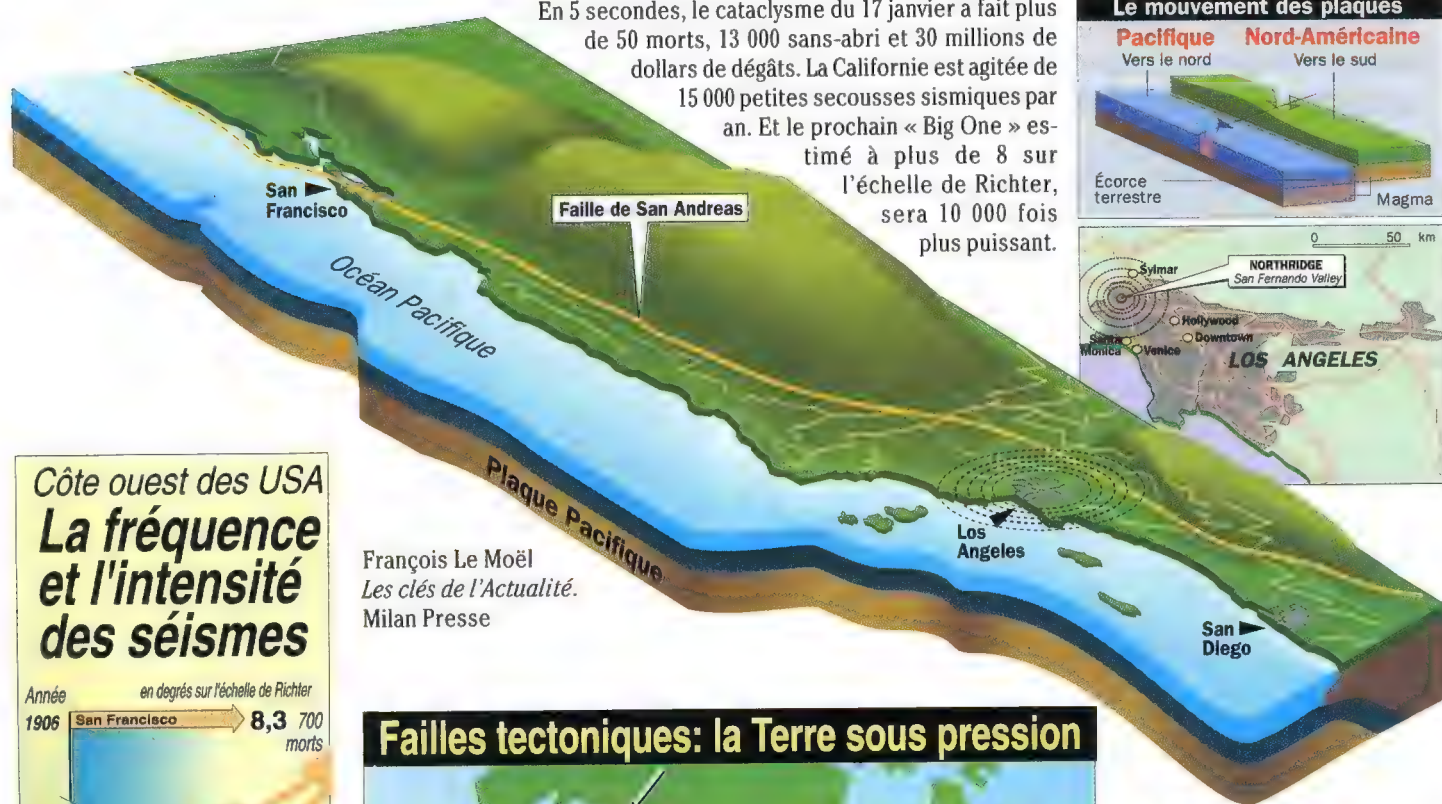 En 5 secondes, le cataclysme du 17 janvier a fait plus
de 50 morts, 13 000 sans-abri et 30 millions de
dollars de dégâts. La Californie est agitée de
15 000 petites secousses sismiques par
an. Et le prochain « Big One » es-
timé à plus de 8 sur
l'échelle de Richter,
sera 10 000 fois
plus puissant.
Le mouvement des plaques
Pacifique Nord-Américaine
Vers le nord Vers le sud
Écorce
terrestre
Magma
0 50 km
Sylmar
NORTHRIDGE
San Fernando Valley
Hollywood
Santa
Monica
Downtown
Venice
LOS ANGELES
San
Francisco
Faille de San Andreas
Océan Pacifique
Plaque Pacifique
Los
Angeles
San
Diego
François Le Moël
Les clés de l'Actualité.
Milan Presse
Côte ouest des USA
La fréquence
et l'intensité
des séismes
Année en degrés sur l'échelle de Richter
1906 San Francisco 8,3 700
morts
Failles tectoniques: la Terre sous pression